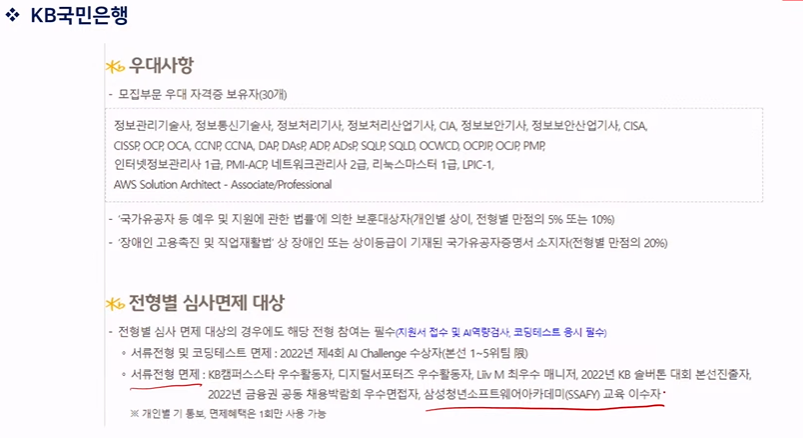 ❖ KB국민은행
우대사항
- 모집부문 우대 자격증 보유자(30개)
정보관리기술사, 정보통신기술사, 정보처리기사, 정보처리산업기사, CIA, 정보보안기사, 정보보안산업기사, CISA,
CISSP, OCP, OCA, CCNP, CCNA, DAP, DAsP, ADP, ADsP, SQLP, SQLD, OCWCD, OCPJP, OCJP, PMP,
인터넷정보관리사 1급, PMI-ACP, 네트워크관리사 2급, 리눅스마스터 1급, LPIC-1,
AWS Solution Architect - Associate/Professional
- '국가유공자 등 예우 및 지원에 관한 법률'에 의한 보훈대상자(개인별 상이, 전형별 만점의 5% 또는 10%)
- '장애인 고용촉진 및 직업재활법' 상 장애인 또는 상이등급이 기재된 국가유공자증명서 소지자(전형별 만점의 20%)
전형별 심사면제 대상
- 전형별 심사 면제 대상의 경우에도 해당 전형 참여는 필수(지원서 접수 및 AI역량검사, 코딩테스트 응시 필수)
◦ 서류전형 및 코딩테스트 면제 : 2022년 제4회 AI Challenge 수상자(본선 1~5위팀 限)
◦ 서류전형 면제 : KB캠퍼스스타 우수활동자, 디지털서포터즈 우수활동자, Liiv M 최우수 매니저, 2022년 KB 솔버톤 대회 본선진출자,
2022년 금융권 공동 채용박람회 우수면접자, 삼성청년소프트웨어아카데미(SSAFY) 교육 이수자
※ 개인별 기 통보, 면제혜택은 1회만 사용 가능